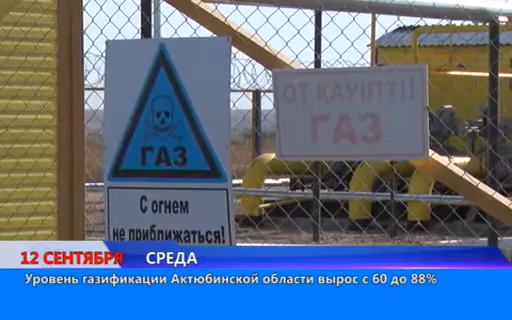 ГАЗ
С огнем
не приближаться!
ОТ ҚАУІПТІ!
ГАЗ
12 СЕНТЯБРЯ СРЕДА
Уровень газификации Актюбинской области вырос с 60 до 88%